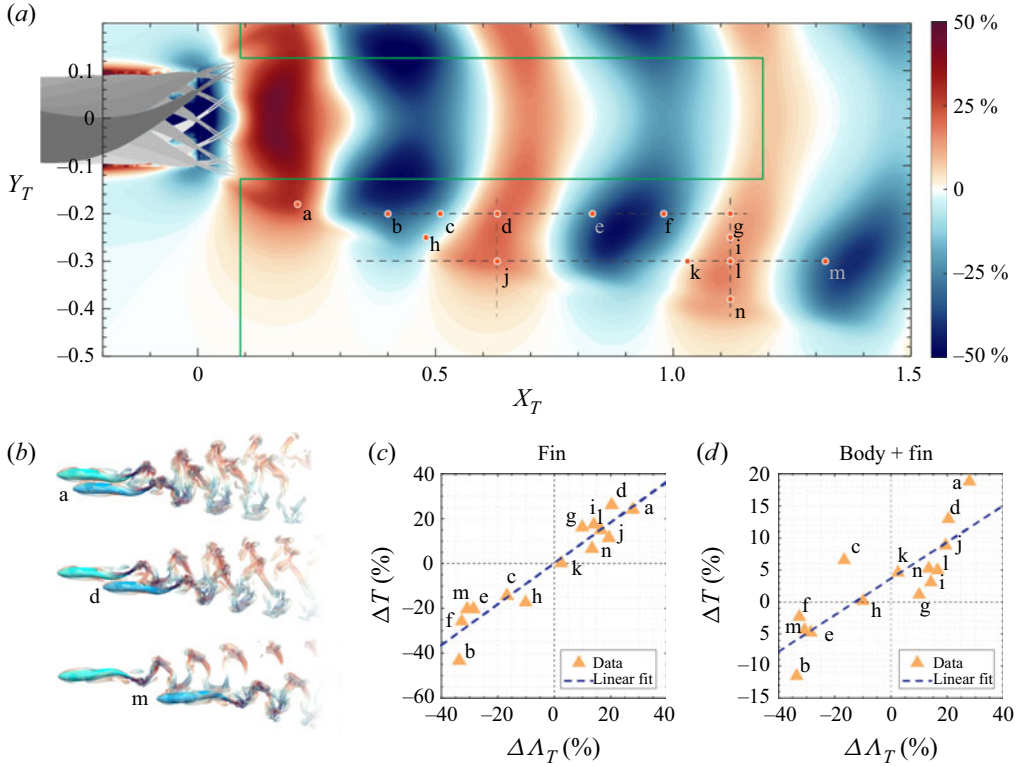 (a)
50 %
25 %
0
−25 %
−50 %
0.1
0
−0.1
−0.2
−0.3
−0.4
−0.5
Y_T
a
b
c
d
e
f
g
h
i
j
k
l
m
n
0
0.5
1.0
1.5
X_T
(b)
a
d
m
(c)
Fin
40
20
0
−20
−40
−60
ΔT (%)
d
i
l
a
g
j
n
k
c
m
e
h
f
b
Data
Linear fit
−40
−20
0
20
40
ΔΛ_T (%)
(d)
Body + fin
20
15
10
5
0
5
−10
15
ΔT (%)
a
d
c
j
k
n
l
i
g
f
h
m
e
b
Data
Linear fit
−40
−20
0
20
40
ΔΛ_T (%)